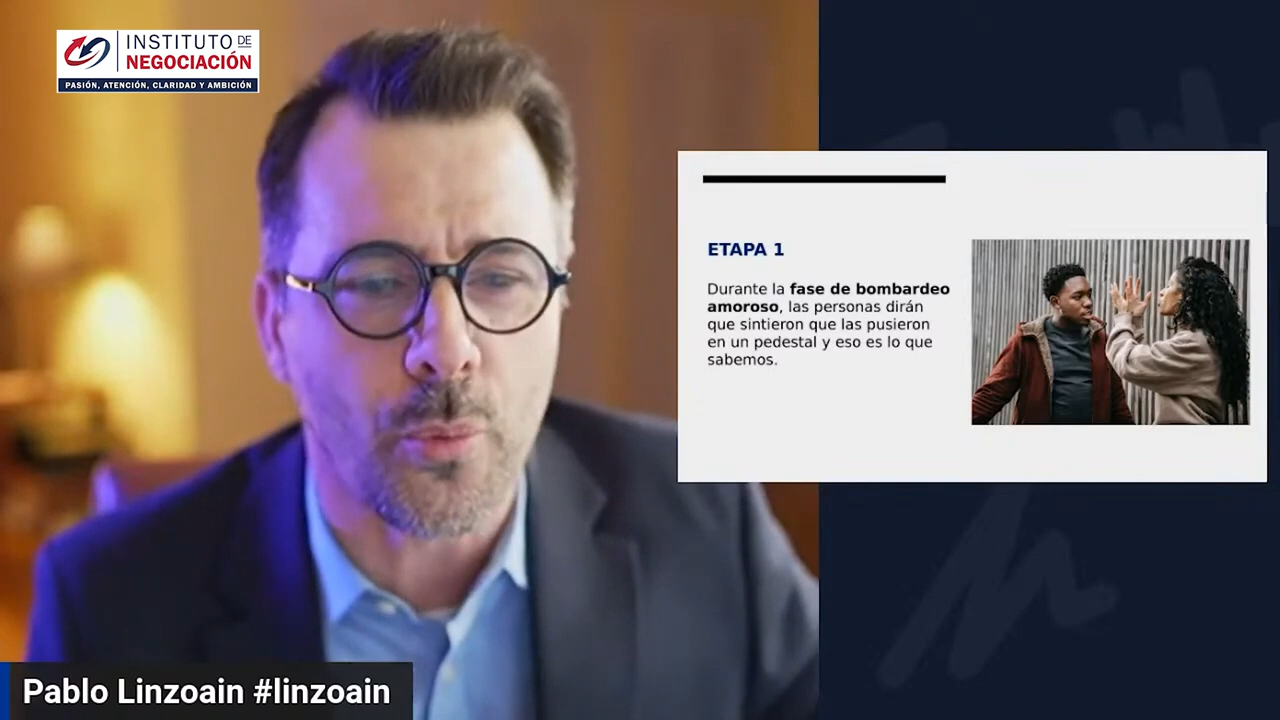 INSTITUTO DE
NEGOCIACIÓN
PASIÓN, ATENCIÓN, CLARIDAD Y AMBICIÓN
ETAPA 1
Durante la fase de bombardeo
amoroso, las personas dirán
que sintieron que las pusieron
en un pedestal y eso es lo que
sabemos.
Pablo Linzoain #linzoain